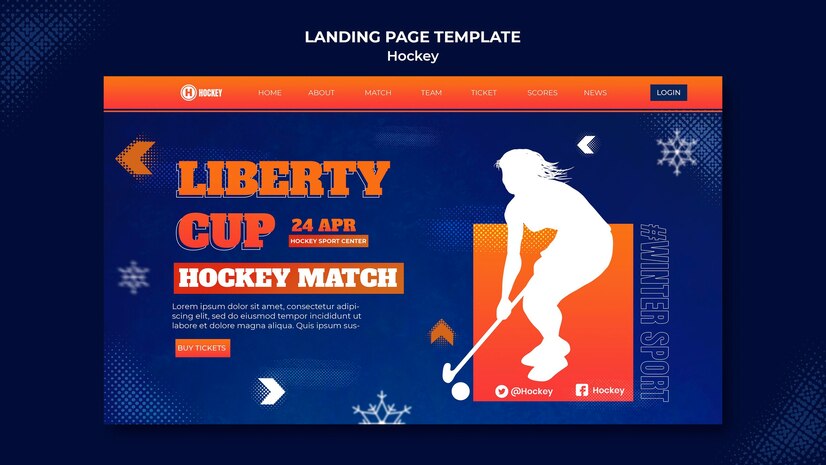 LANDING PAGE TEMPLATE
Hockey
H HOCKEY
HOME ABOUT MATCH TEAM TICKET SCORES NEWS LOGIN
LIBERTY
CUP
24 APR
HOCKEY SPORT CENTER
HOCKEY MATCH
Lorem ipsum dolor sit amet, consectetur adipi-
scing elit, sed do eiusmod tempor incididunt ut
labore et dolore magna aliqua. Quis ipsum sus-
BUY TICKETS
@Hockey
Hockey
#WINTER SPORT